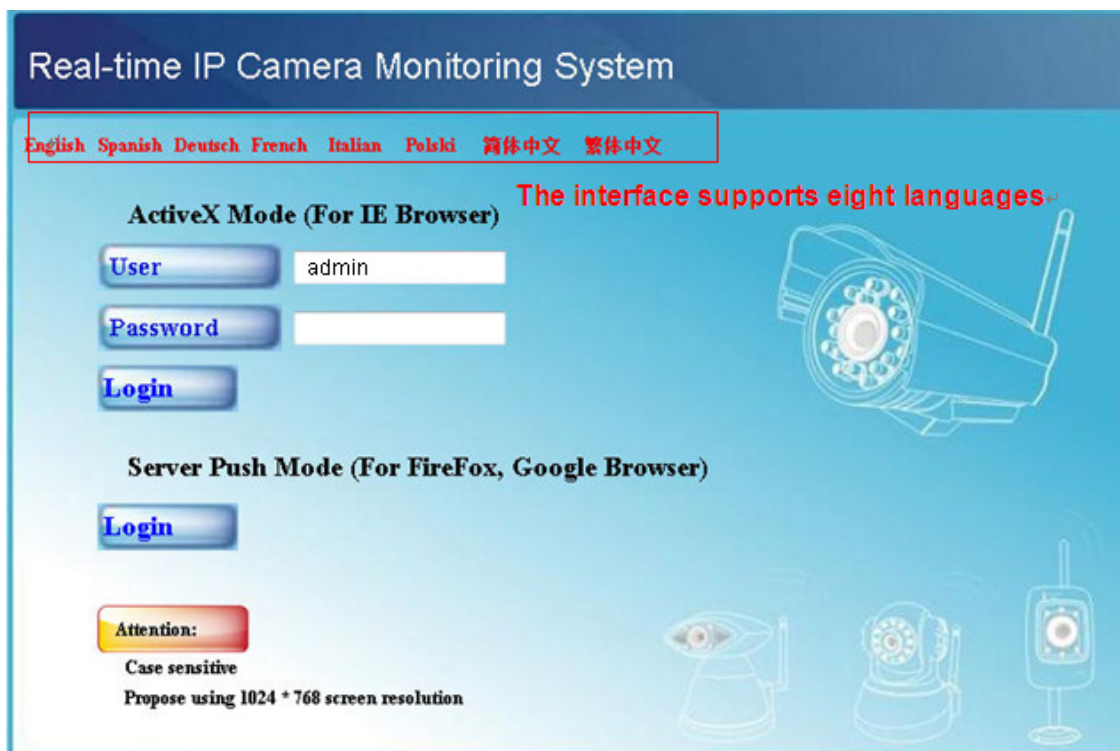 Real-time IP Camera Monitoring System
English Spanish Deutsch French Italian Polski 简体中文 繁体中文
The interface supports eight languages
ActiveX Mode (For IE Browser)
User admin
Password
Login
Server Push Mode (For FireFox, Google Browser)
Login
Attention:
Case sensitive
Propose using 1024 * 768 screen resolution